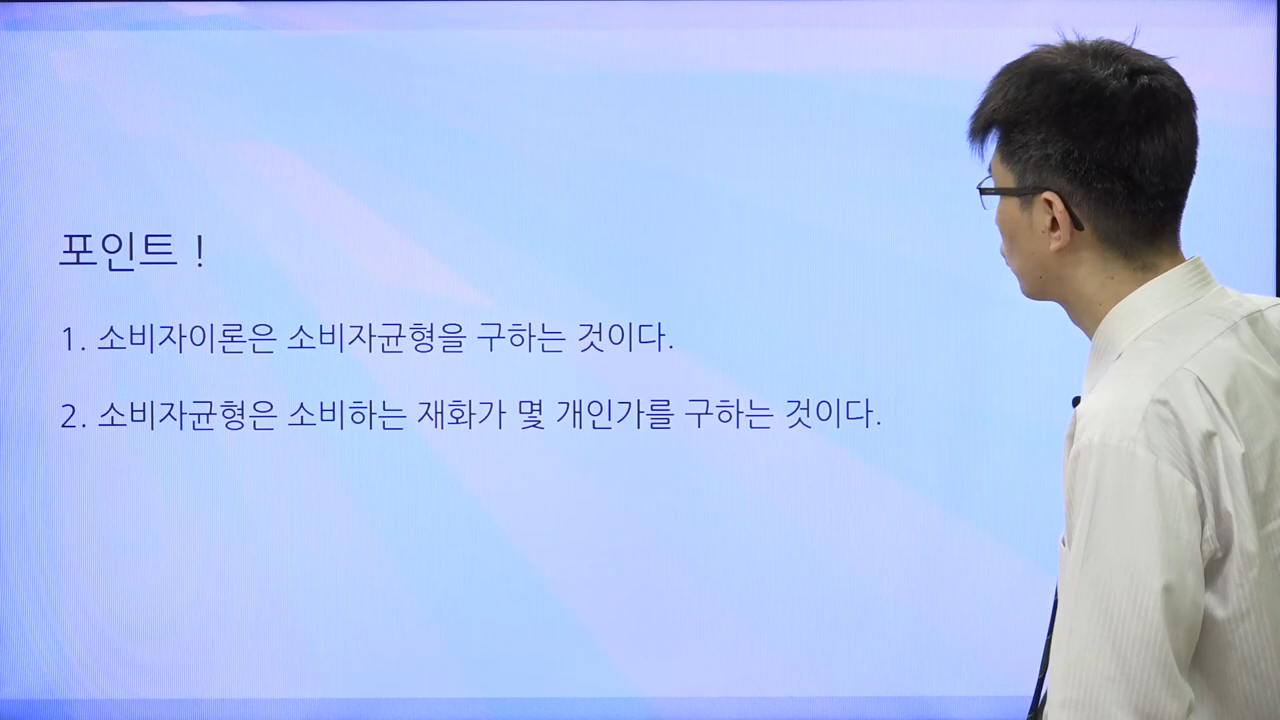 포인트 !
1. 소비자이론은 소비자균형을 구하는 것이다.
2. 소비자균형은 소비하는 재화가 몇 개인가를 구하는 것이다.